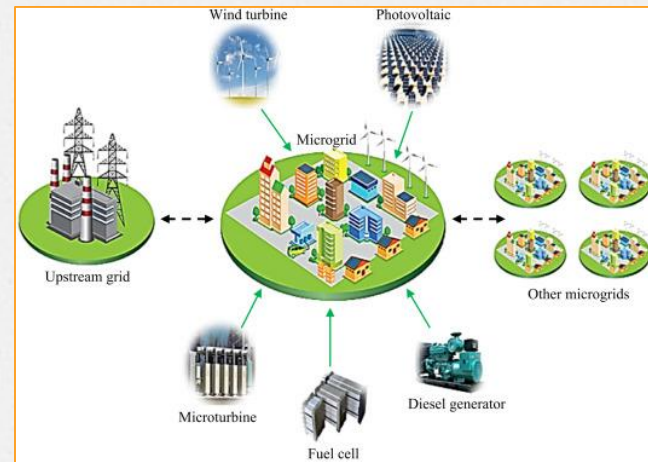 Wind turbine
Photovoltaic
Microgrid
Upstream grid
Other microgrids
Microturbine
Diesel generator
Fuel cell